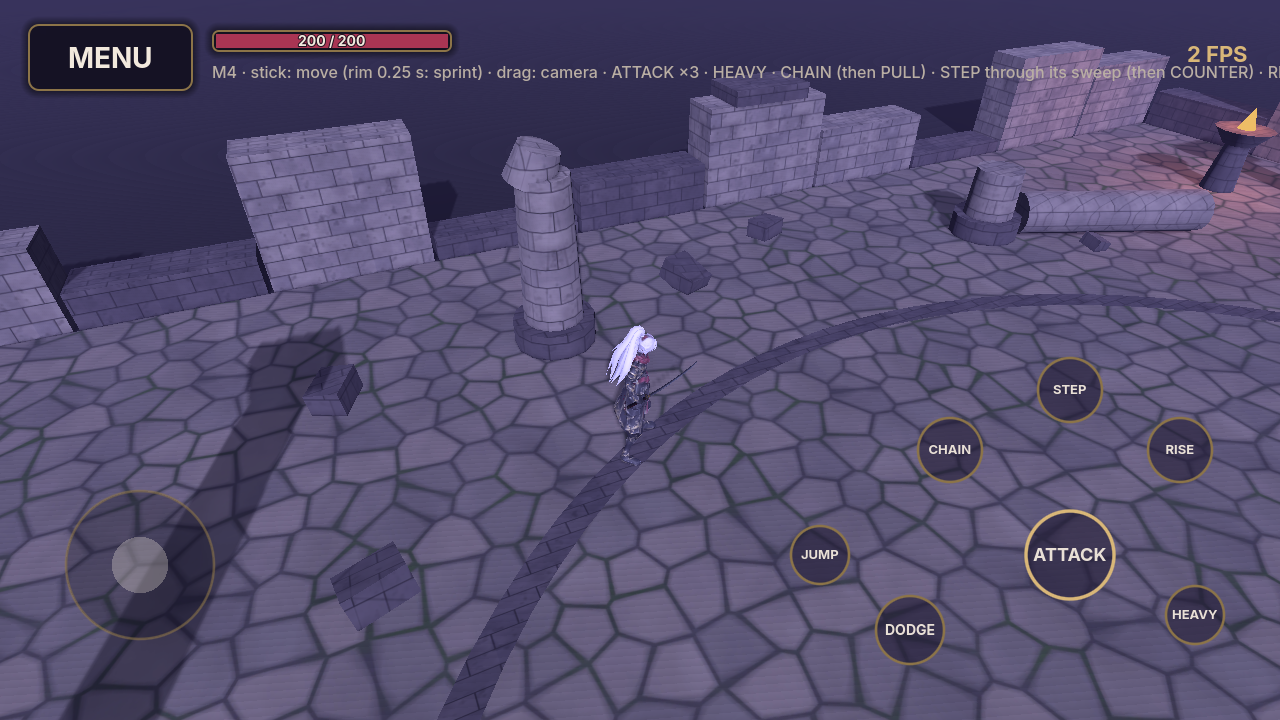 MENU
200 / 200
2 FPS
M4 · stick: move (rim 0.25 s: sprint) · drag: camera · ATTACK ×3 · HEAVY · CHAIN (then PULL) · STEP through its sweep (then COUNTER) ·
STEP
CHAIN
RISE
JUMP
ATTACK
HEAVY
DODGE